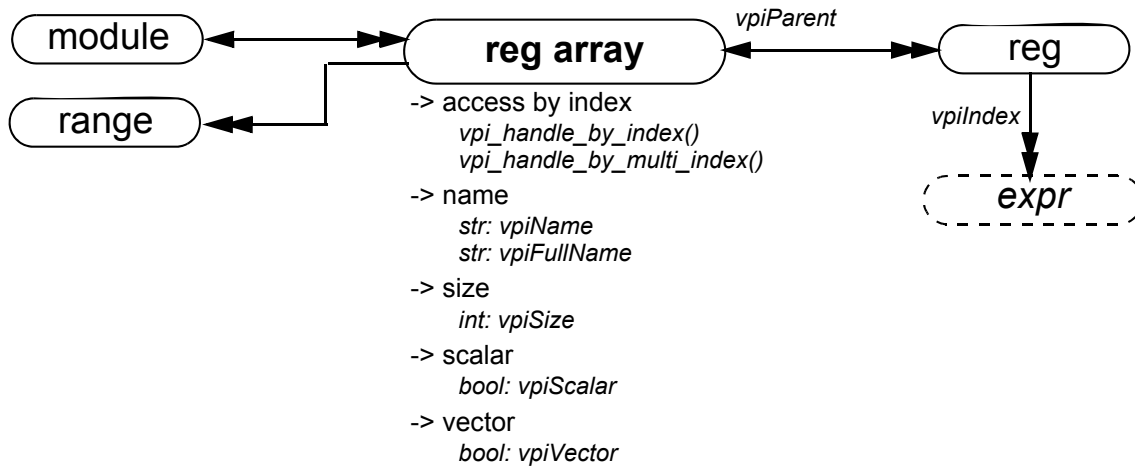 module
reg array
vpiParent
reg
range
vpiIndex
expr
-> access by index
vpi_handle_by_index()
vpi_handle_by_multi_index()
-> name
str: vpiName
str: vpiFullName
-> size
int: vpiSize
-> scalar
bool: vpiScalar
-> vector
bool: vpiVector